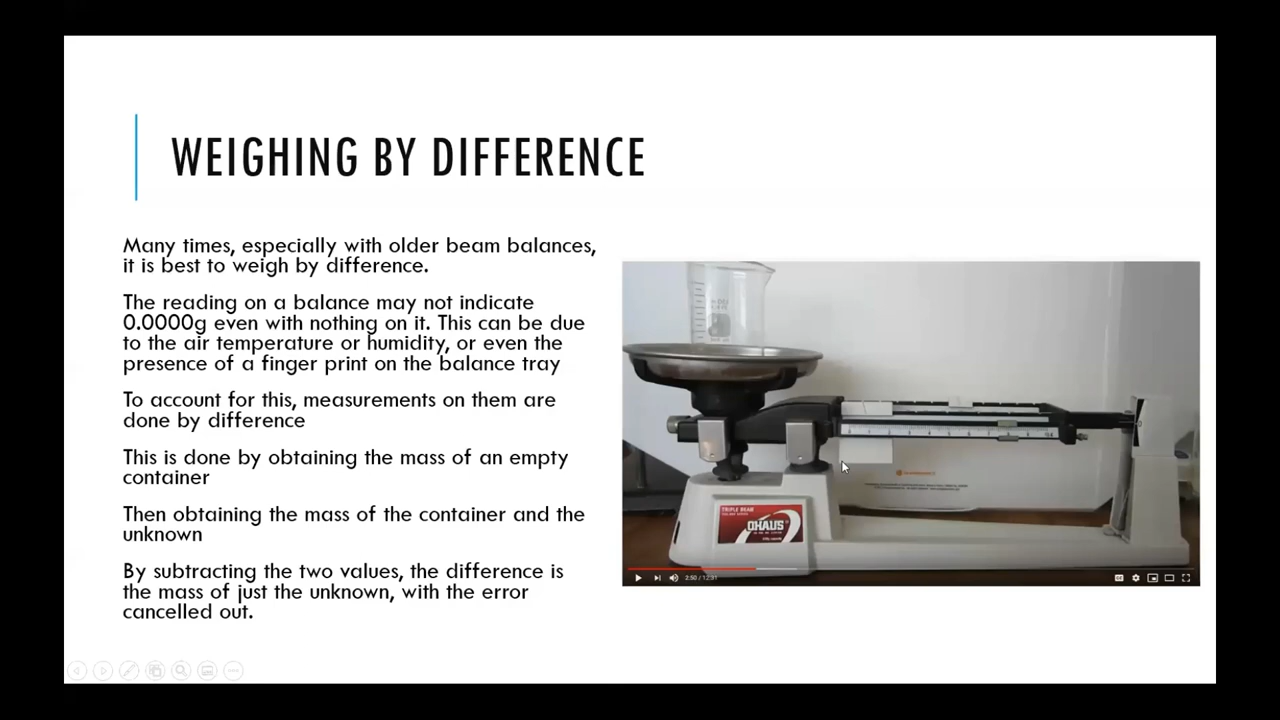 WEIGHING BY DIFFERENCE
Many times, especially with older beam balances,
it is best to weigh by difference.
The reading on a balance may not indicate
0.0000g even with nothing on it. This can be due
to the air temperature or humidity, or even the
presence of a finger print on the balance tray
To account for this, measurements on them are
done by difference
This is done by obtaining the mass of an empty
container
Then obtaining the mass of the container and the
unknown
By subtracting the two values, the difference is
the mass of just the unknown, with the error
cancelled out.
TRIPLE BEAM
OHAUS
2:50 / 12:31